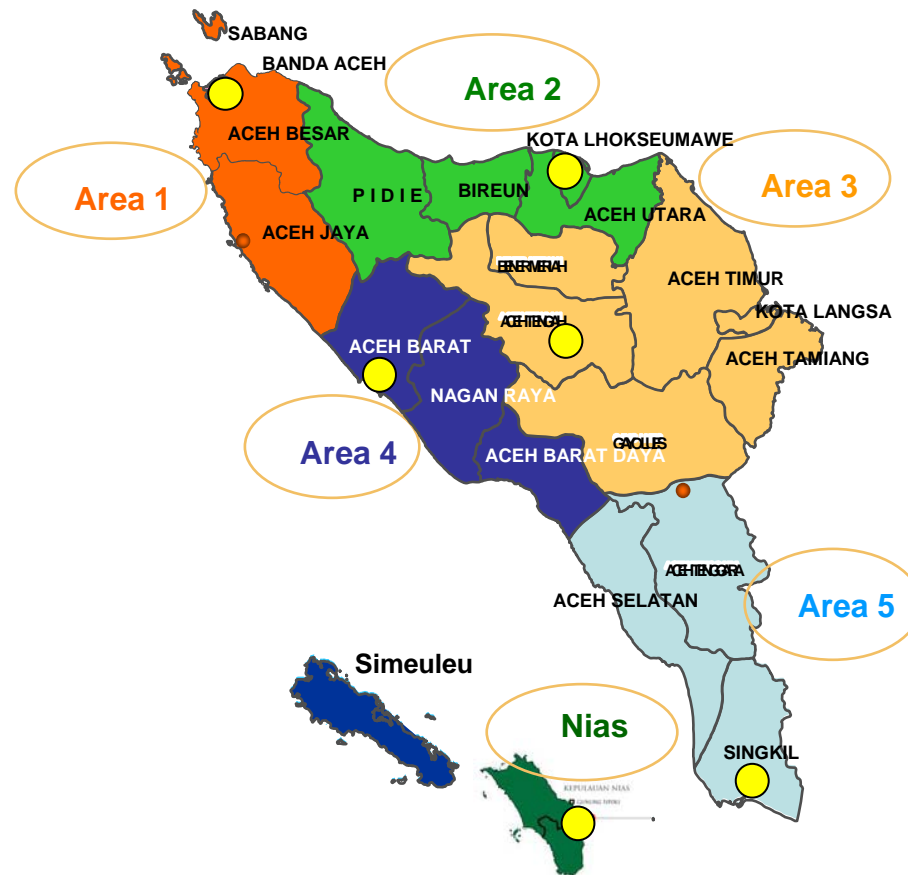 SABANG
BANDA ACEH
Area 2
ACEH BESAR
KOTA LHOKSEUMAWE
Area 1
P I D I E
BIREUN
Area 3
ACEH UTARA
ACEH JAYA
ACEH TIMUR
KOTA LANGSA
ACEH BARAT
ACEH TAMIANG
NAGAN RAYA
Area 4
ACEH BARAT DAYA
ACEH SELATAN
Area 5
Simeuleu
Nias
SINGKIL
KEPULAUAN NIAS